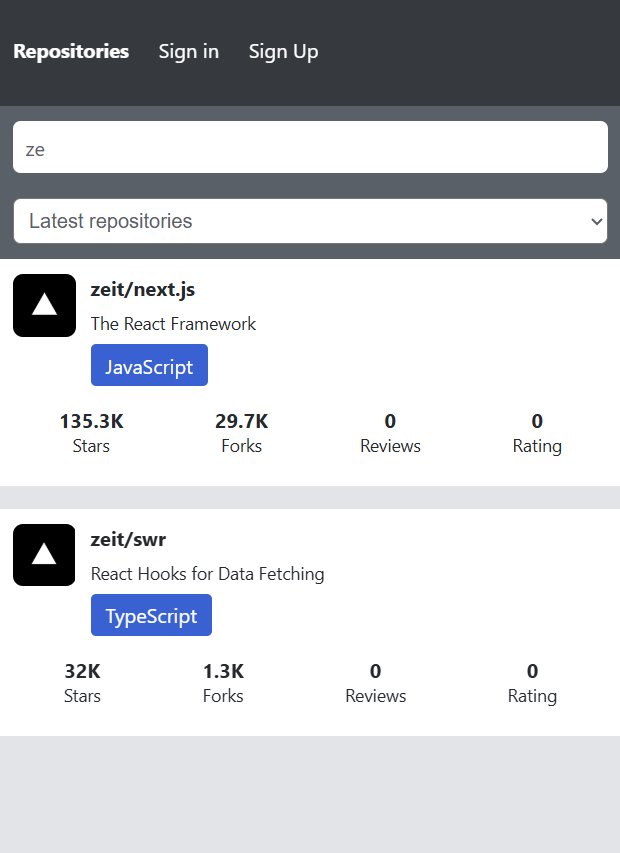 Repositories Sign in Sign Up
ze
Latest repositories
zeit/next.js
The React Framework
JavaScript
135.3K 29.7K 0 0
Stars Forks Reviews Rating
zeit/swr
React Hooks for Data Fetching
TypeScript
32K 1.3K 0 0
Stars Forks Reviews Rating